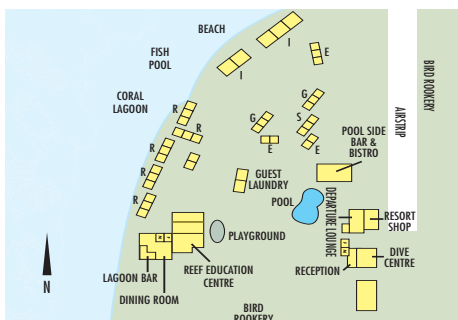 BEACH
FISH
POOL
E
I
I
CORAL
LAGOON
G
G
S
R
R
R
R
R
E
E
AIRSTRIP
BIRD ROOKERY
POOL SIDE
BAR &
BISTRO
GUEST
LAUNDRY
POOL
DEPARTURE LOUNGE
RESORT
SHOP
PLAYGROUND
DIVE
CENTRE
RECEPTION
REEF EDUCATION
CENTRE
LAGOON BAR
DINING ROOM
N
BIRD
ROOKERY